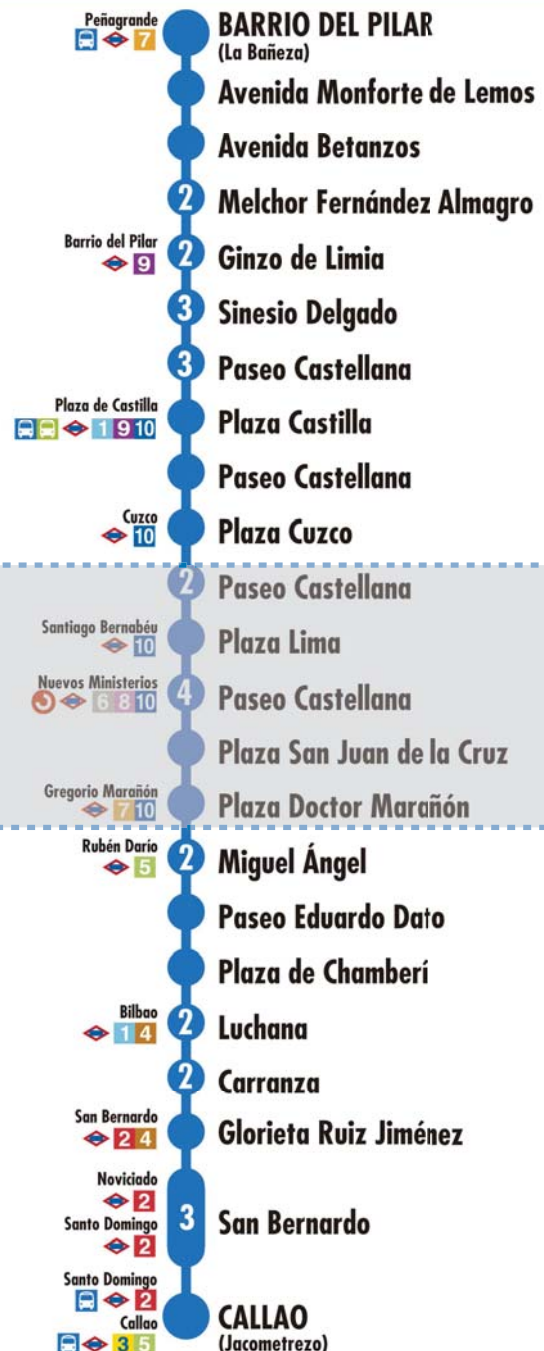 Peñagrande
7
BARRIO DEL PILAR
(La Bañeza)
Avenida Monforte de Lemos
Avenida Betanzos
2 Melchor Fernández Almagro
Barrio del Pilar
9
2 Ginzo de Limia
3 Sinesio Delgado
3 Paseo Castellana
Plaza de Castilla
1 9 10
Plaza Castilla
Paseo Castellana
Cuzco
10
Plaza Cuzco
2 Paseo Castellana
Santiago Bernabéu
10
Plaza Lima
Nuevos Ministerios
6 8 10
4 Paseo Castellana
Plaza San Juan de la Cruz
Gregorio Marañón
7 10
Plaza Doctor Marañón
Rubén Darío
5
2 Miguel Ángel
Paseo Eduardo Dato
Plaza de Chamberí
Bilbao
1 4
2 Luchana
2 Carranza
San Bernardo
2 4
Glorieta Ruiz Jiménez
Noviciado
2
Santo Domingo
2
3 San Bernardo
Santo Domingo
2
Callao
3 5
CALLAO
(Jacometrezo)